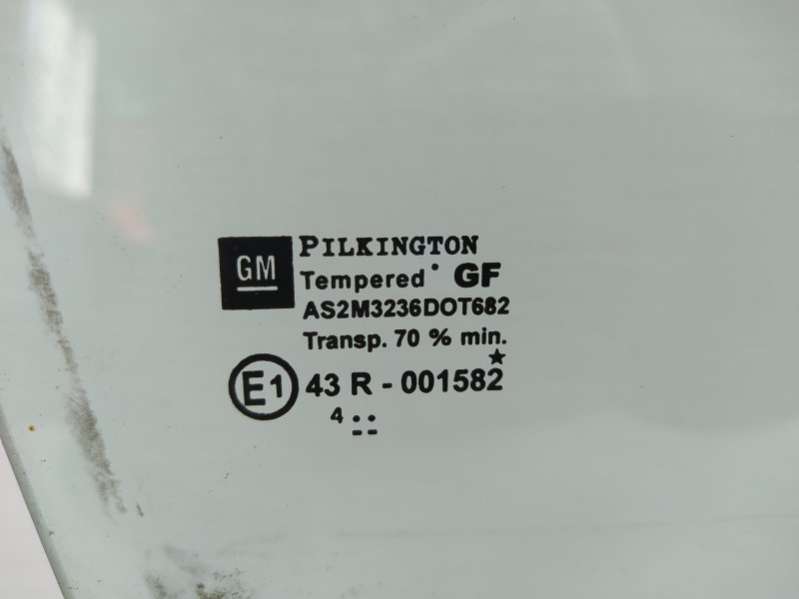 GM
PILKINGTON
Tempered • GF
AS2M3236DOT682
Transp. 70 % min.
E1 43 R - 001582
4